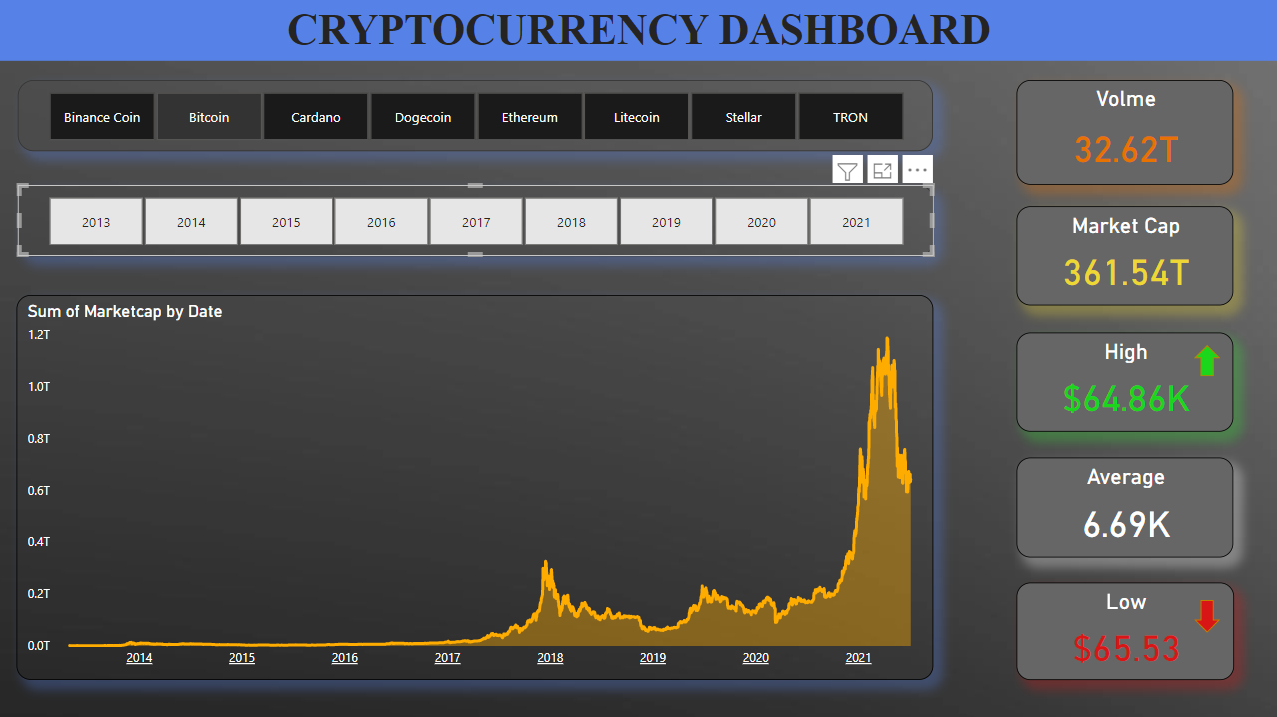 CRYPTOCURRENCY DASHBOARD
Binance Coin Bitcoin Cardano Dogecoin Ethereum Litecoin Stellar TRON
2013 2014 2015 2016 2017 2018 2019 2020 2021
Sum of Marketcap by Date
1.2T
1.0T
0.8T
0.6T
0.4T
0.2T
0.0T
2014 2015 2016 2017 2018 2019 2020 2021
Volme
32.62T
Market Cap
361.54T
High
$64.86K
Average
6.69K
Low
$65.53